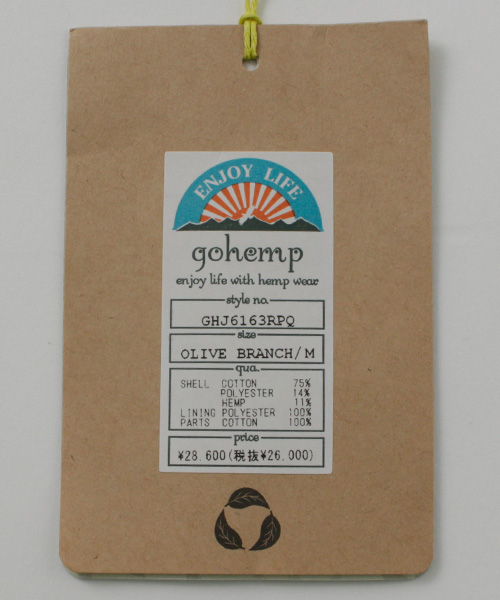 ENJOY LIFE
gohemp
enjoy life with hemp wear
style no.
GHJ6163RPQ
size
OLIVE BRANCH/M
qua.
SHELL COTTON 75%
POLYESTER 14%
HEMP 11%
LINING POLYESTER 100%
PARTS COTTON 100%
price
¥28.600(税抜¥26.000)